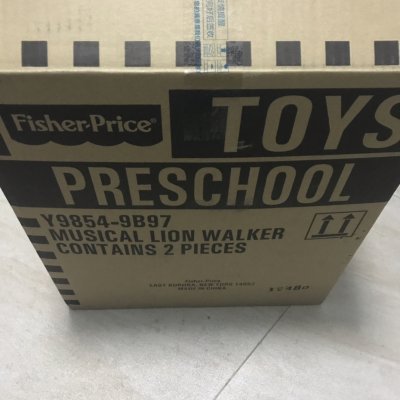 Fisher-Price®
TOYS
PRESCHOOL
Y9854-9B97
MUSICAL LION WALKER
CONTAINS 2 PIECES
Fisher-Price
EAST AURORA, NEW YORK 14052
MADE IN CHINA